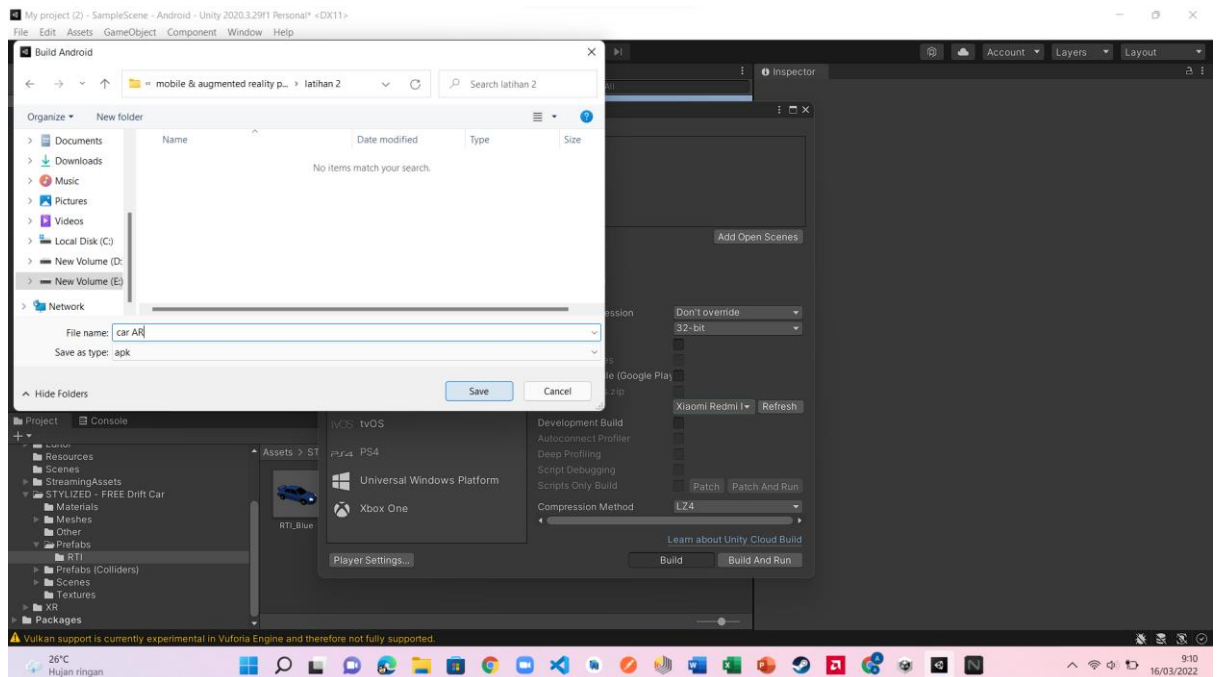 My project (2) - SampleScene - Android - Unity 2020.3.29f1 Personal* <DX11>
File Edit Assets GameObject Component Window Help
Build Android
Account Layers Layout
mobile & augmented reality p... > latihan 2
Search latihan 2
All
Inspector
Organize
New folder
Name Date modified Type Size
No items match your search.
Documents
Downloads
Music
Pictures
Videos
Local Disk (C:)
New Volume (D:
New Volume (E:)
Network
Add Open Scenes
File name: car AR
Save as type: apk
Hide Folders
Save Cancel
ession Don't override
32-bit
le (Google Play
Xiaomi Redmi Refresh
Project Console
tvOS tvOS
Development Build
Autoconnect Profiler
PS4 PS4
Deep Profiling
Script Debugging
Universal Windows Platform
Scripts Only Build Patch Patch And Run
Xbox One
Compression Method LZ4
Learn about Unity Cloud Build
Player Settings... Build Build And Run
Resources
Scenes
StreamingAssets
STYLIZED - FREE Drift Car
Materials
Meshes
Other
Prefabs
RTI
Prefabs (Colliders)
Scenes
Textures
XR
Packages
Assets > ST
RTI_Blue
Vulkan support is currently experimental in Vuforia Engine and therefore not fully supported.
26°C
Hujan ringan
9:10
16/03/2022